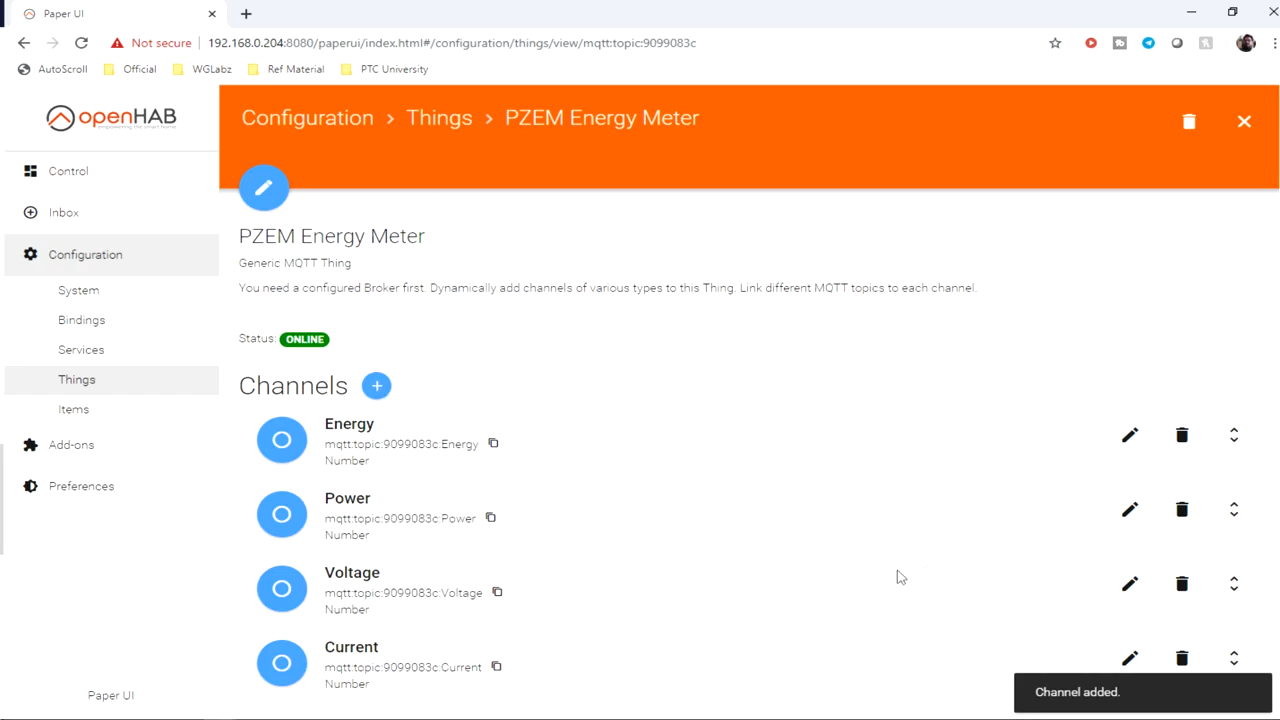 Paper UI
Not secure
192.168.0.204:8080/paperui/index.html#/configuration/things/view/mqtt:topic:9099083c
AutoScroll
Official
WGLabz
Ref Material
PTC University
openHAB
empowering the smart home
Configuration > Things > PZEM Energy Meter
Control
Inbox
Configuration
System
Bindings
Services
Things
Items
Add-ons
Preferences
Paper UI
PZEM Energy Meter
Generic MQTT Thing
You need a configured Broker first. Dynamically add channels of various types to this Thing. Link different MQTT topics to each channel.
Status: ONLINE
Channels
Energy
mqtt:topic:9099083c:Energy
Number
Power
mqtt:topic:9099083c:Power
Number
Voltage
mqtt:topic:9099083c:Voltage
Number
Current
mqtt:topic:9099083c:Current
Number
Channel added.